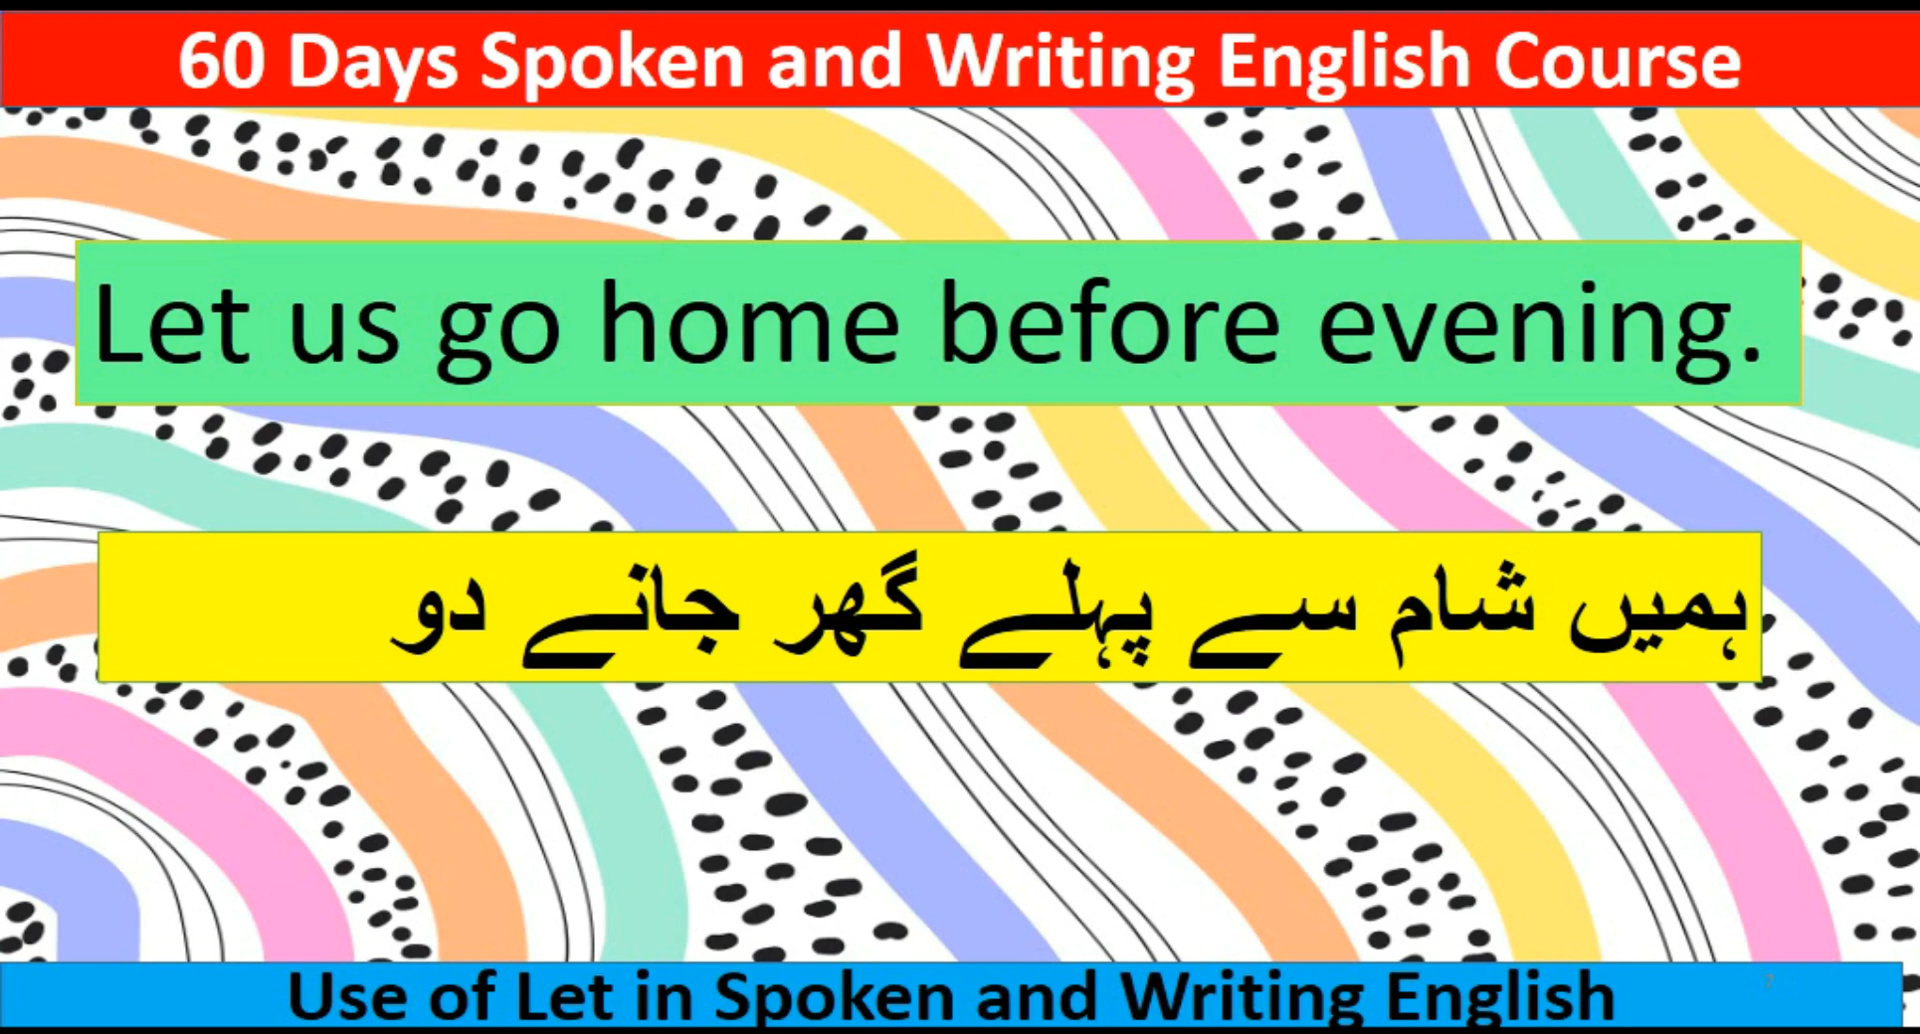 60 Days Spoken and Writing English Course
Let us go home before evening.
ہمیں شام سے پہلے گھر جانے دو
Use of Let in Spoken and Writing English
7